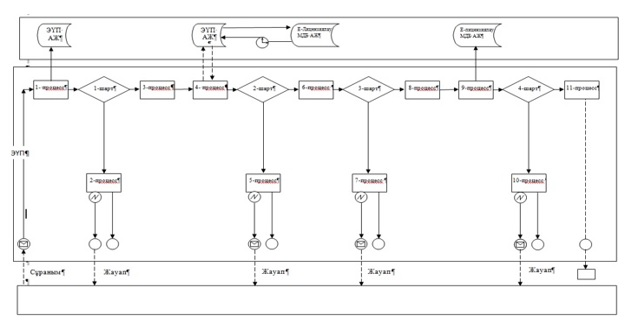 ЭҮП
АЖ¶
ЭҮП
АЖ¶
Е-Лицензиялау
МДБ АЖ¶
Е-лицензиялау
МДБ АЖ¶
1- процесс¶
1-шарт¶
3-процесс¶
4- процесс¶
2-шарт¶
6-процесс¶
3-шарт¶
8-процесс¶
9-процесс¶
4-шарт¶
11-процесс¶
ЭҮП¶
2-процесс¶
5-процесс¶
7-процесс¶
10-процесс¶
Сұраным¶
Жауап¶
Жауап¶
Жауап¶
Жауап¶